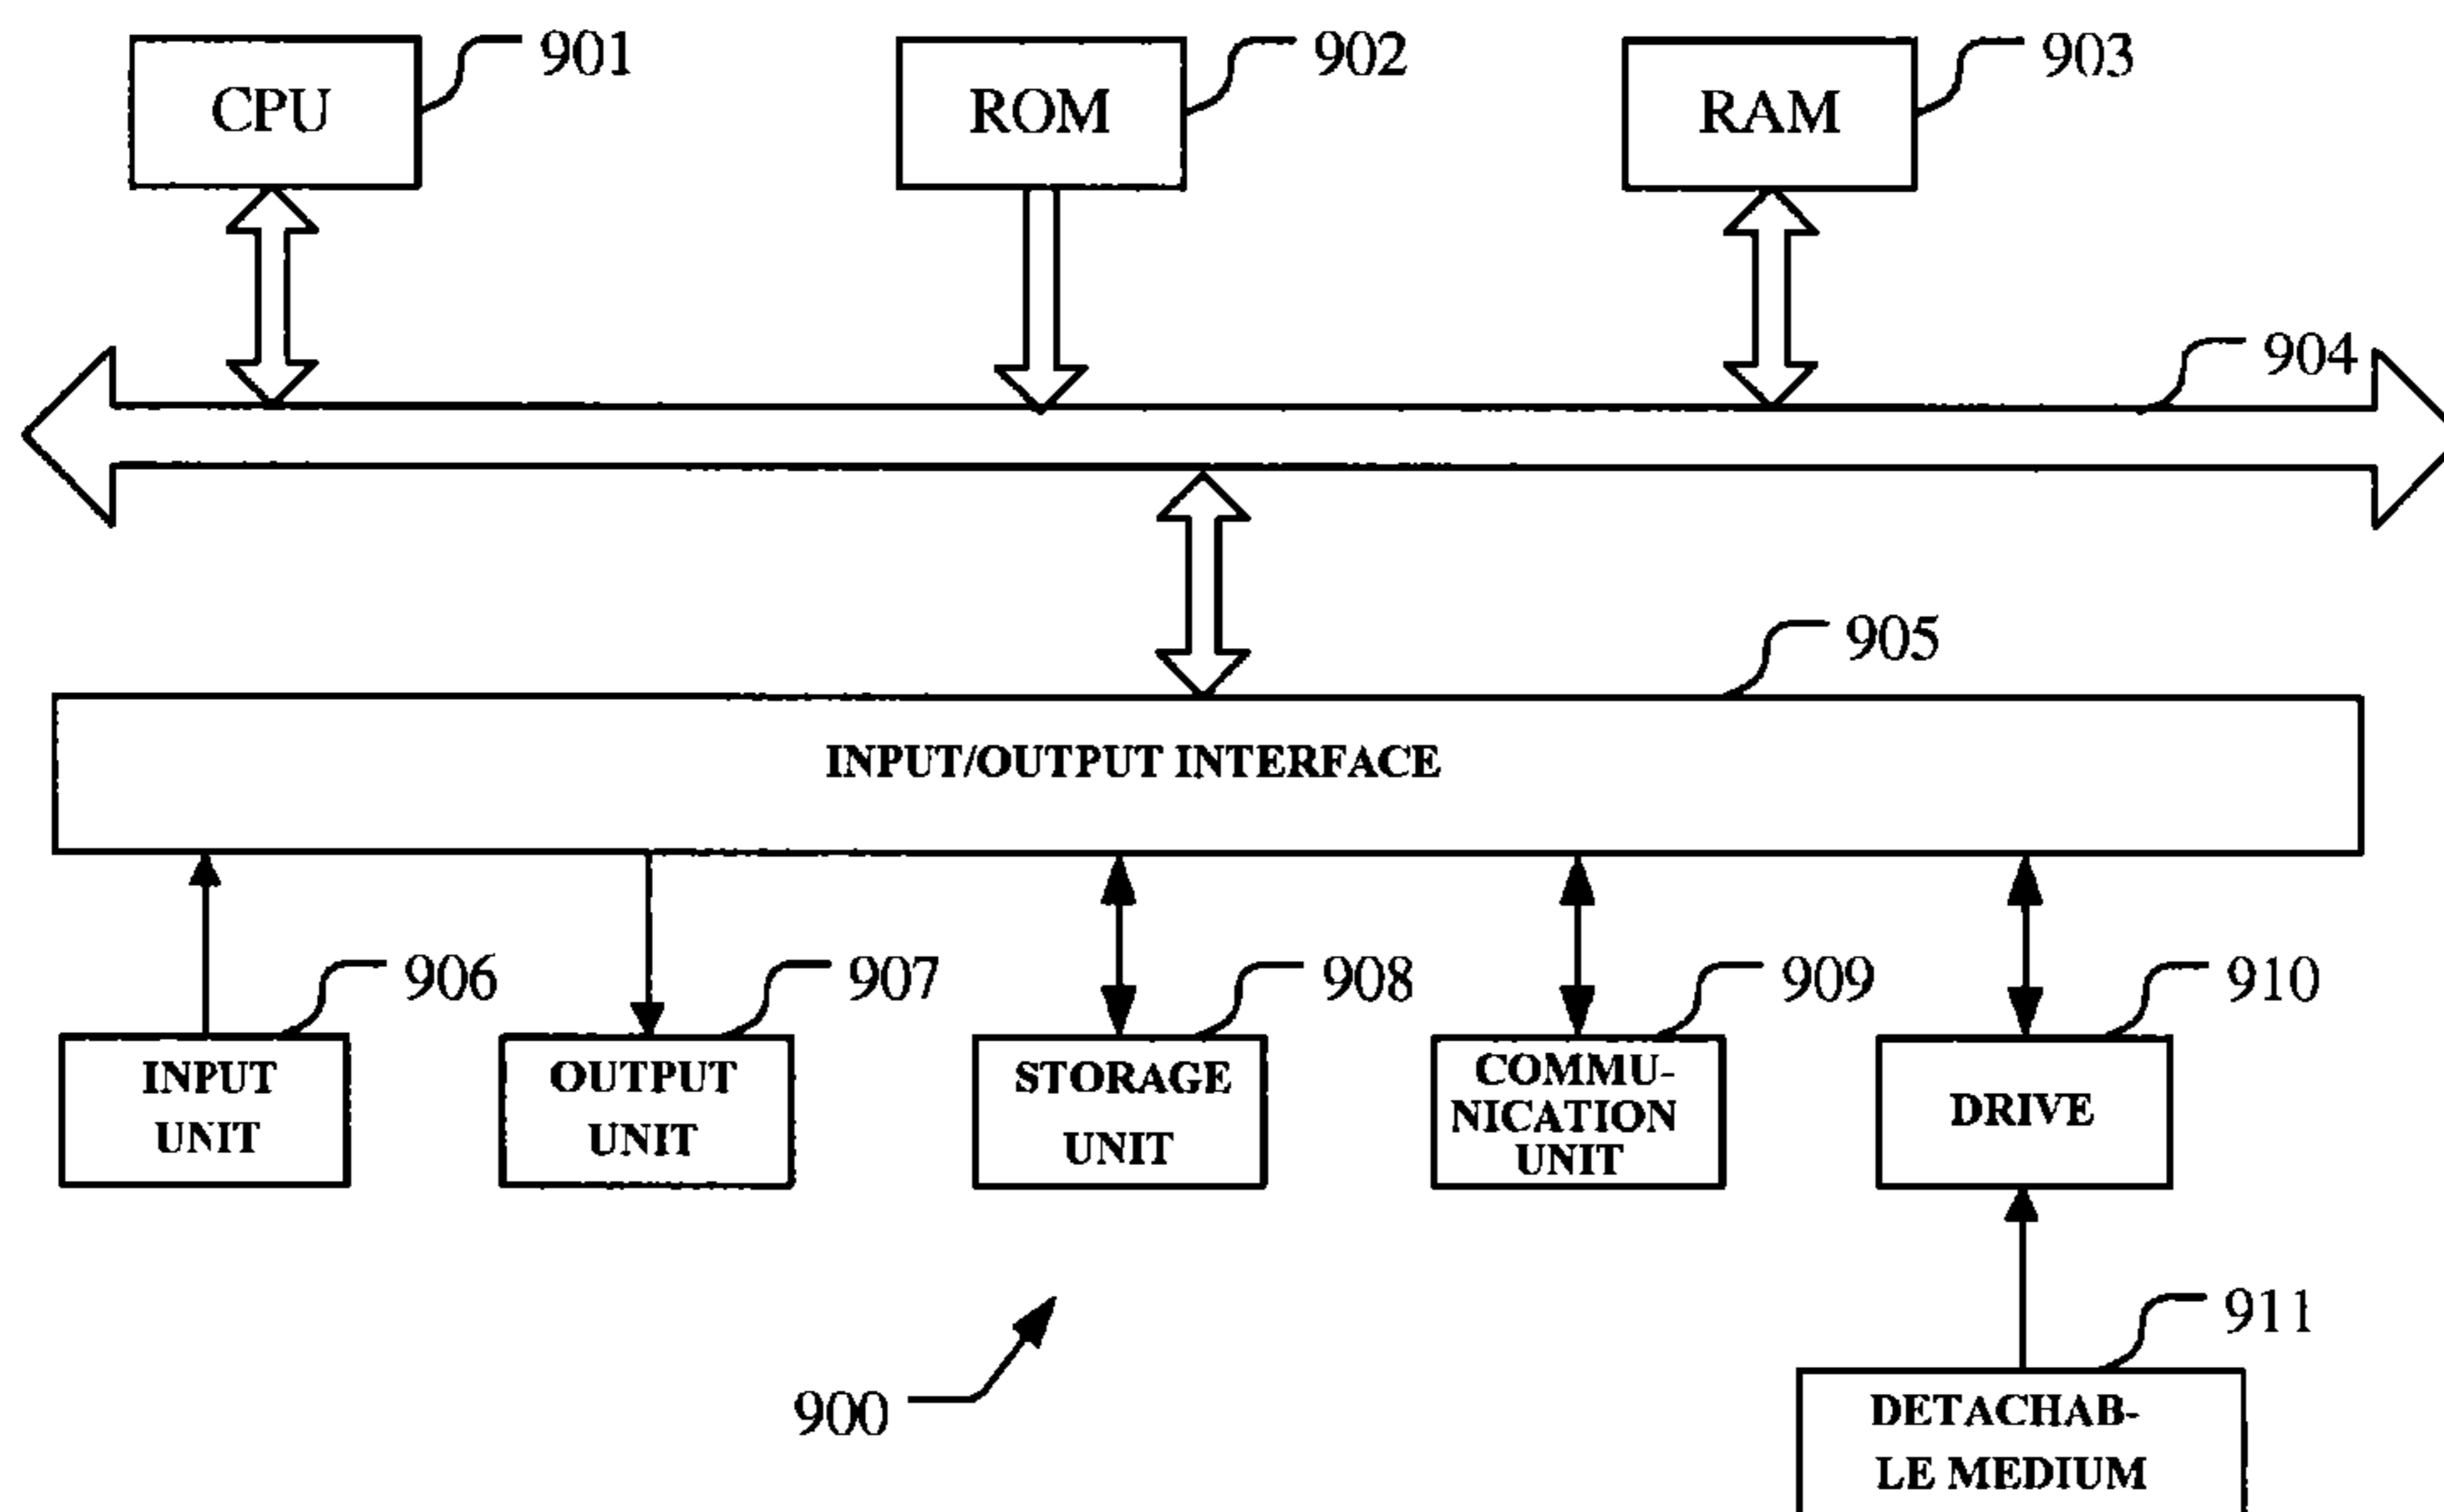 CPU
901
ROM
902
RAM
903
904
905
INPUT/OUTPUT INTERFACE
906
907
908
909
910
INPUT
UNIT
OUTPUT
UNIT
STORAGE
UNIT
COMMU-
NICATION
UNIT
DRIVE
911
900
DETACHAB-
LE MEDIUM